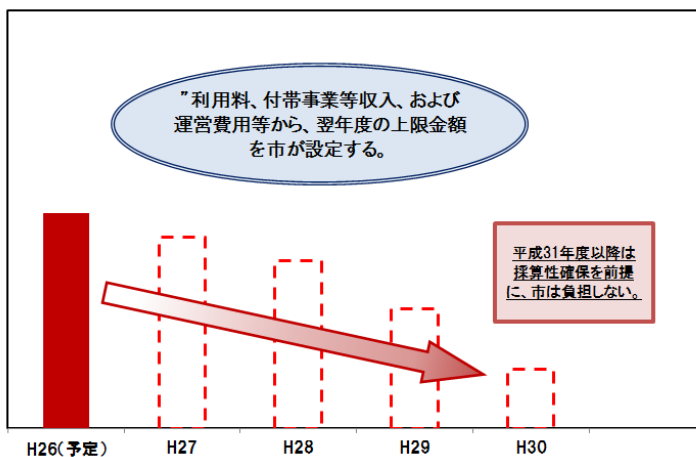 ”利用料、付帯事業等収入、および
運営費用等から、翌年度の上限金額
を市が設定する。
平成31年度以降は
採算性確保を前提
に、市は負担しない。
H26(予定) H27 H28 H29 H30